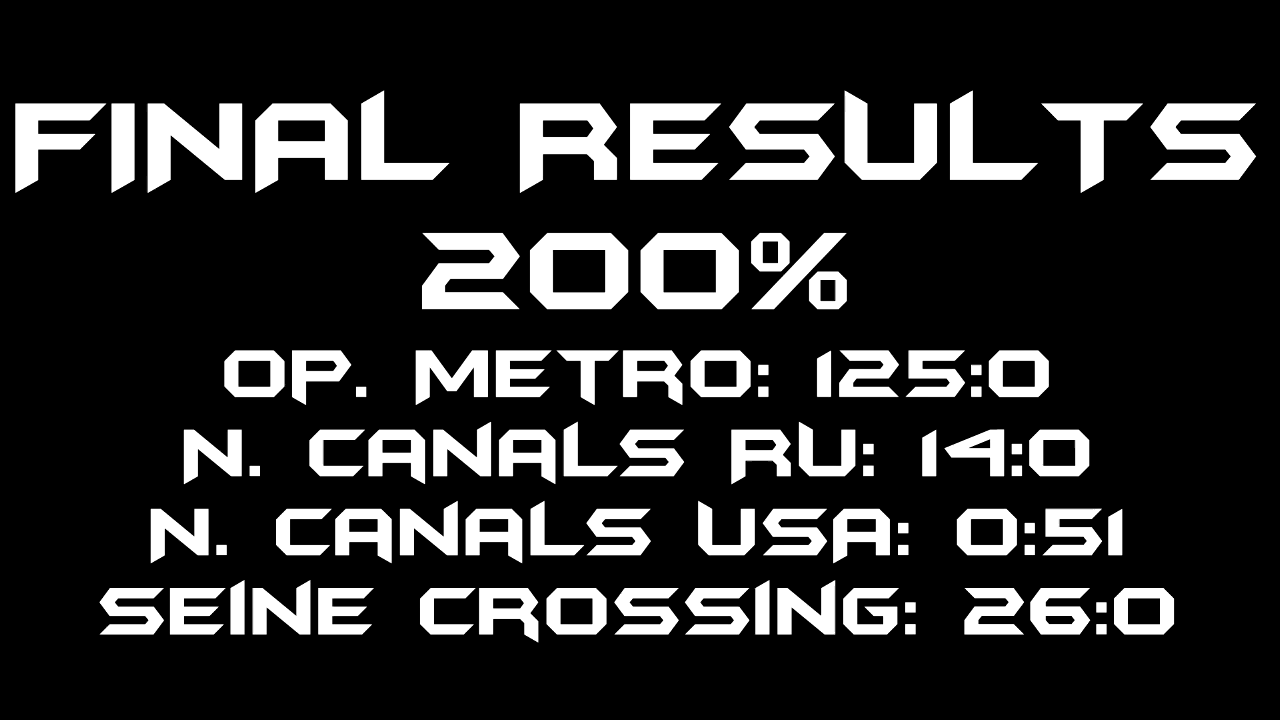 FINAL RESULTS
200%
OP. METRO: 125:0
N. CANALS RU: 14:0
N. CANALS USA: 0:51
SEINE CROSSING: 26:0